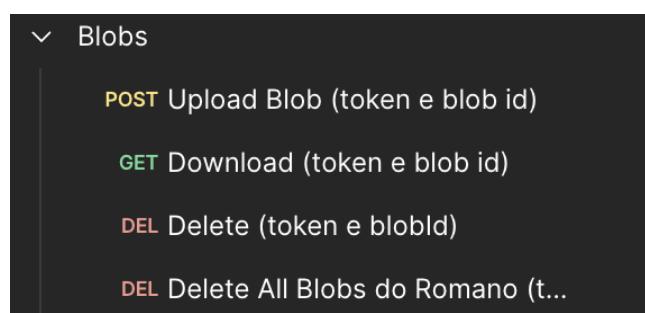 Blobs
POST Upload Blob (token e blob id)
GET Download (token e blob id)
DEL Delete (token e blobId)
DEL Delete All Blobs do Romano (t...